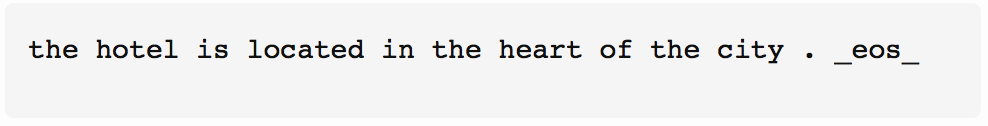 the hotel is located in the heart of the city . _eos_